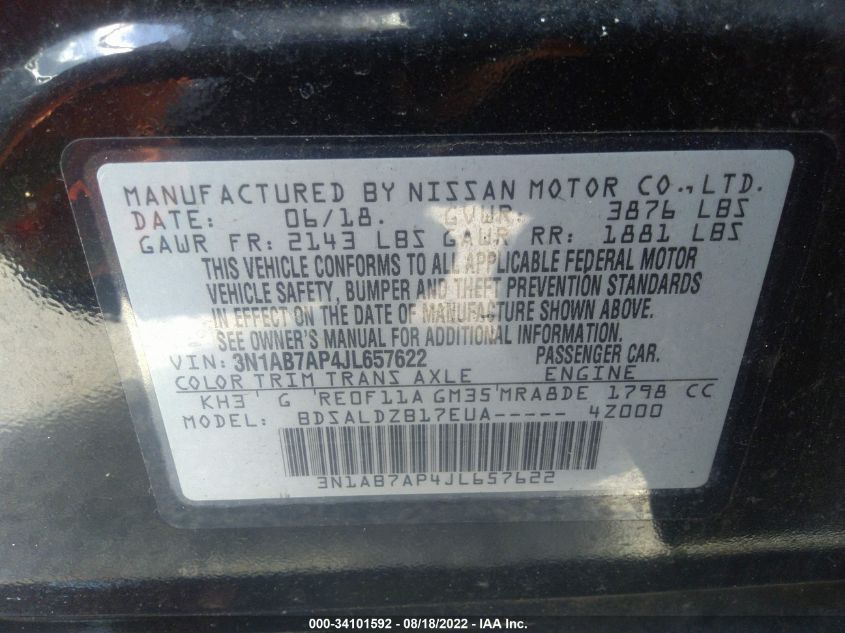 MANUFACTURED BY NISSAN MOTOR CO., LTD.
DATE: 06/18. GVWR. 3876 LBS
GAWR FR: 2143 LBS GAWR RR: 1881 LBS
THIS VEHICLE CONFORMS TO ALL APPLICABLE FEDERAL MOTOR
VEHICLE SAFETY, BUMPER AND THEFT PREVENTION STANDARDS
IN EFFECT ON THE DATE OF MANUFACTURE SHOWN ABOVE.
SEE OWNER'S MANUAL FOR ADDITIONAL INFORMATION
VIN: 3N1AB7AP4JL657622 PASSENGER CAR.
COLOR TRIM TRANS AXLE ENGINE
KH3 G RE0F11A GM35 MRA8DE 1798 CC
MODEL: BDSALDZB17EUA----- 4Z000
3N1AB7AP4JL657622
000-34101592 - 08/18/2022 - IAA Inc.